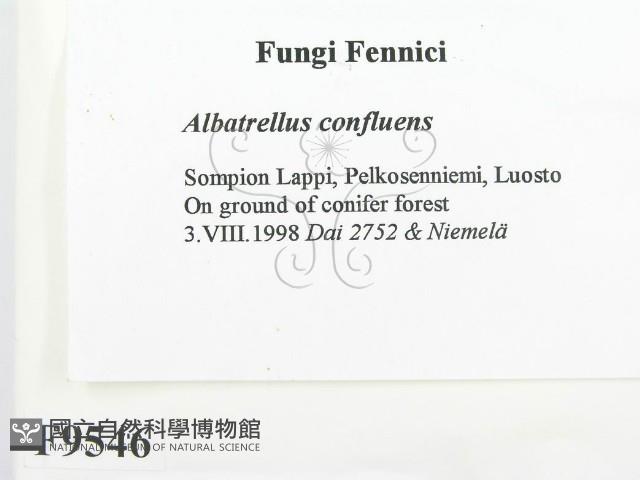 Fungi Fennici
Albatrellus confluens
Sompion Lappi, Pelkosenniemi, Luosto
On ground of conifer forest
3.VIII.1998 Dai 2752 & Niemelä
國立自然科學博物館
NATIONAL MUSEUM OF NATURAL SCIENCE
F9546